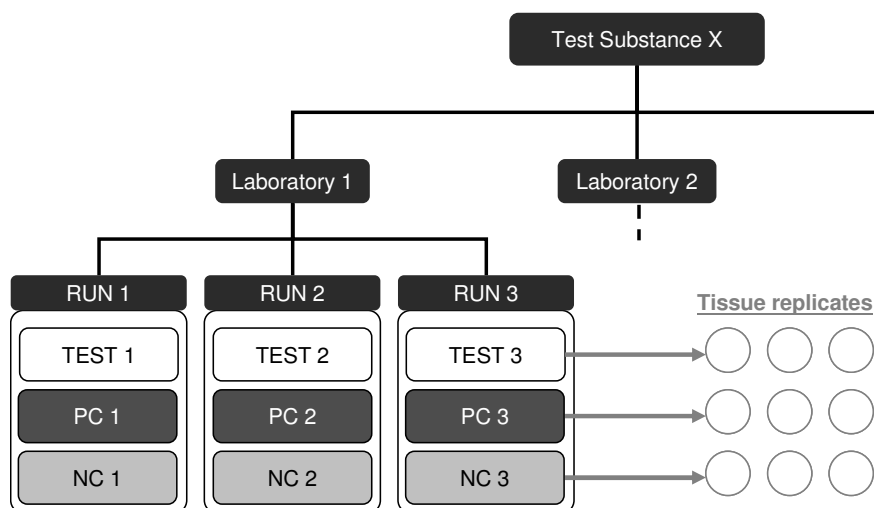 Test Substance X
Laboratory 1
Laboratory 2
RUN 1
RUN 2
RUN 3
Tissue replicates
TEST 1
TEST 2
TEST 3
PC 1
PC 2
PC 3
NC 1
NC 2
NC 3